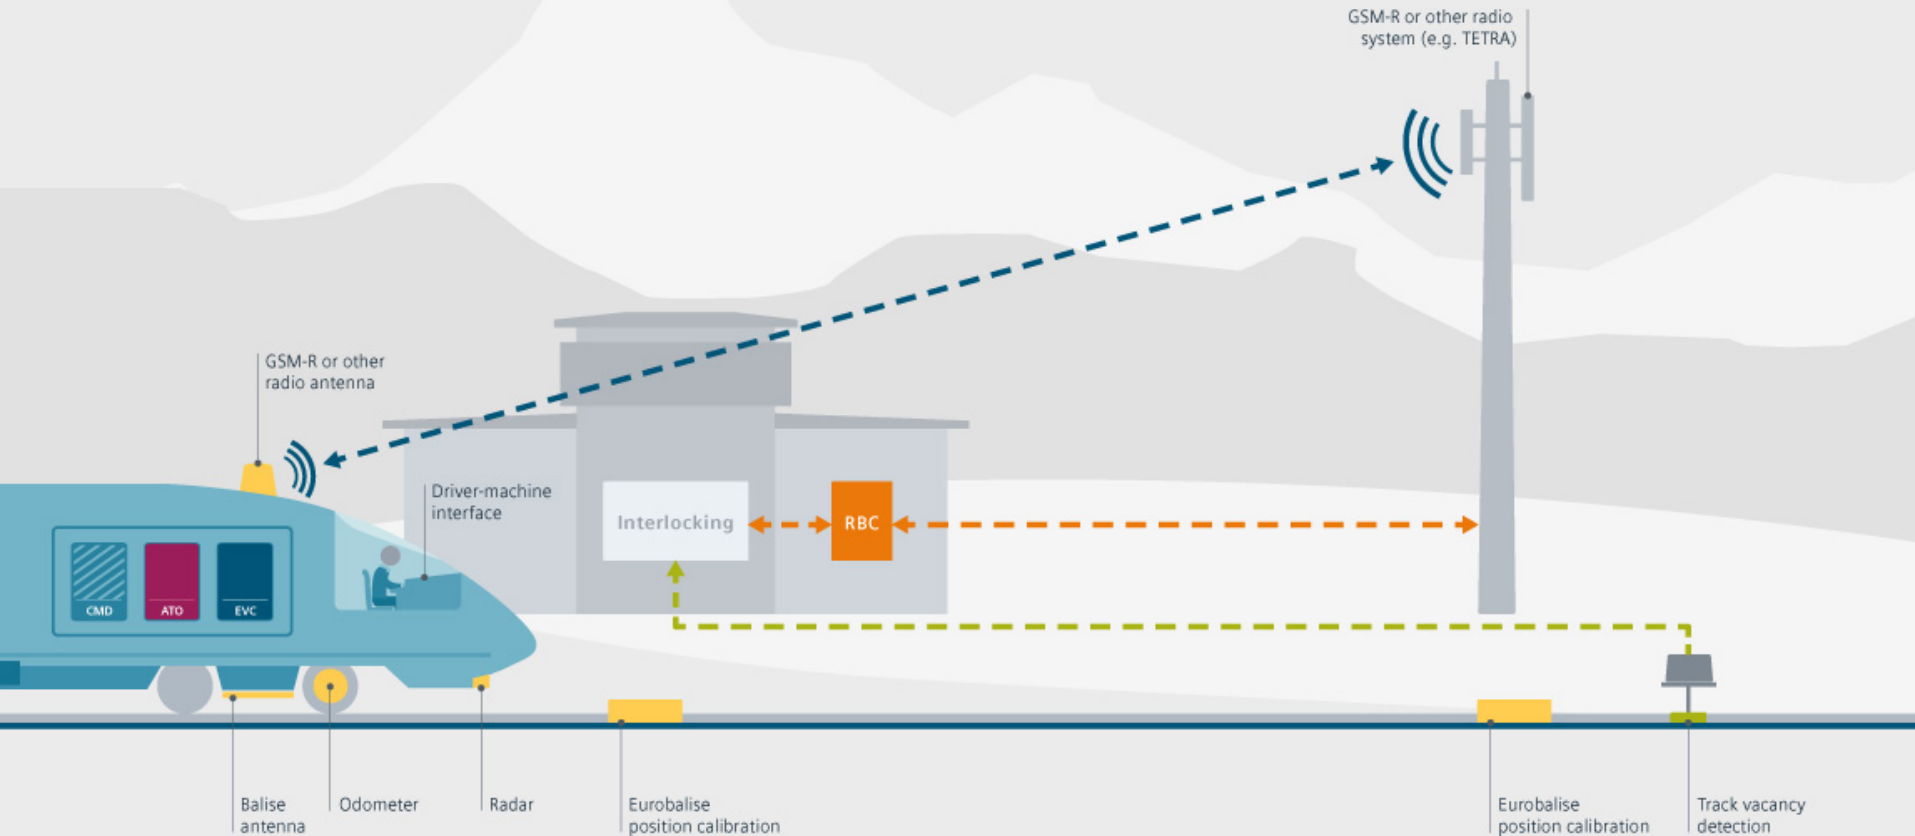 GSM-R or other radio
system (e.g. TETRA)
GSM-R or other
radio antenna
Driver-machine
interface
Interlocking
RBC
CMD
ATO
EVC
Balise
antenna
Odometer
Radar
Eurobalise
position calibration
Eurobalise
position calibration
Track vacancy
detection